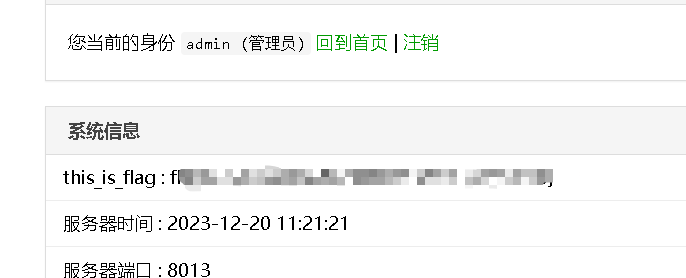 您当前的身份 admin (管理员) 回到首页 | 注销
系统信息
this_is_flag : fl
服务器时间 : 2023-12-20 11:21:21
服务器端口 : 8013